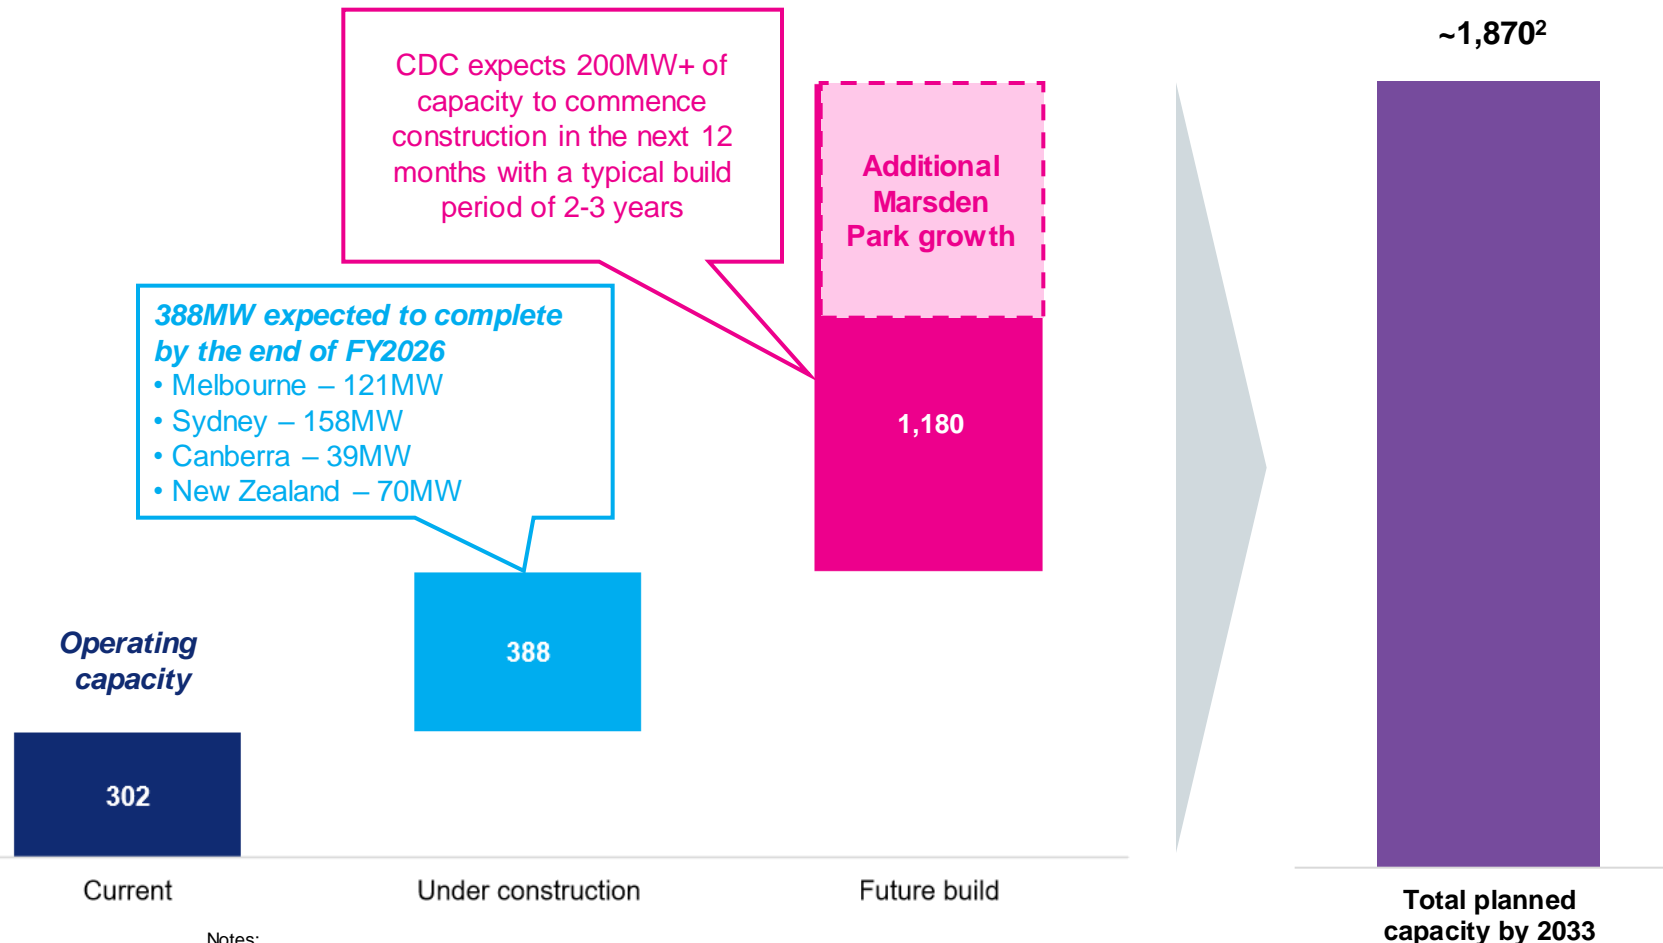 ~1,870²
CDC expects 200MW+ of
capacity to commence
construction in the next 12
months with a typical build
period of 2-3 years
Additional
Marsden
Park growth
388MW expected to complete
by the end of FY2026
• Melbourne – 121MW
• Sydney – 158MW
• Canberra – 39MW
• New Zealand – 70MW
1,180
Operating
capacity
388
302
Current
Under construction
Future build
Total planned
capacity by 2033
Notes: